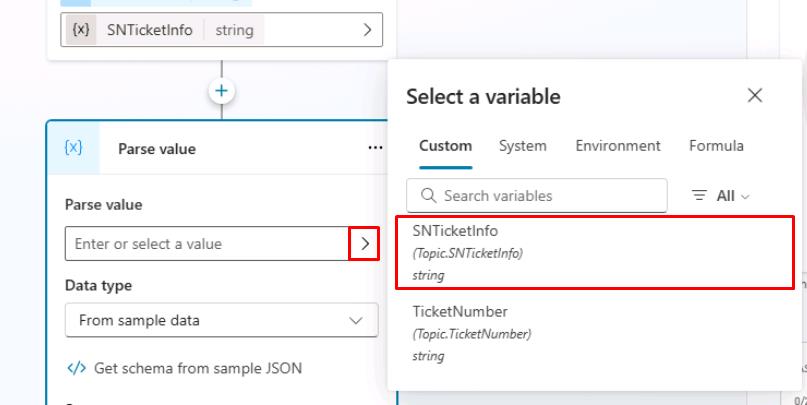 {x} SNTicketInfo string
Select a variable
Custom System Environment Formula
Search variables All
SNTicketInfo
(Topic.SNTicketInfo)
string
TicketNumber
(Topic.TicketNumber)
string
{x} Parse value ...
Parse value
Enter or select a value
Data type
From sample data
</> Get schema from sample JSON